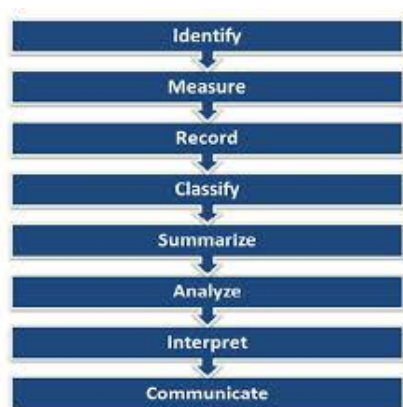 Identify
Measure
Record
Classify
Summarize
Analyze
Interpret
Communicate